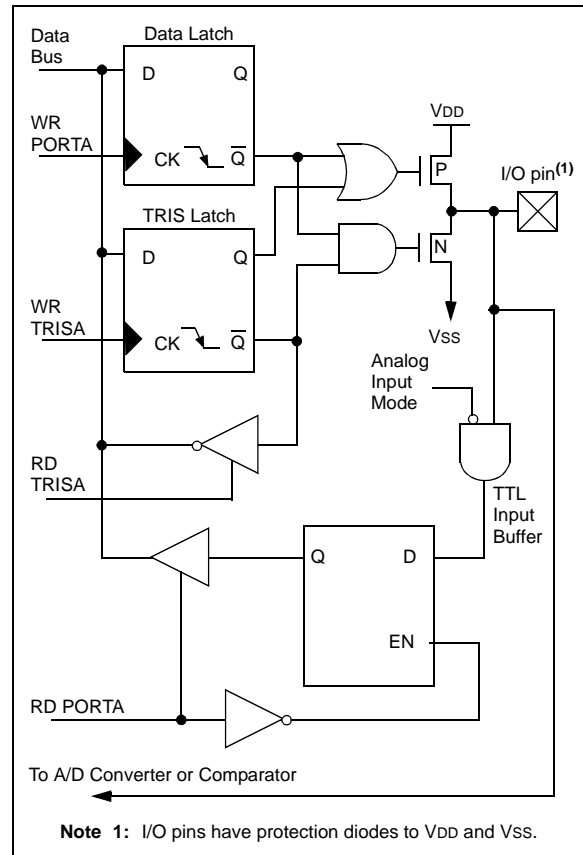 Data Bus
Data Latch
D Q
WR PORTA
CK Q̅
VDD
P
I/O pin(1)
TRIS Latch
D Q
N
WR TRISA
CK Q̅
VSS
Analog Input Mode
RD TRISA
TTL Input Buffer
Q D
EN
RD PORTA
To A/D Converter or Comparator
Note 1: I/O pins have protection diodes to VDD and VSS.